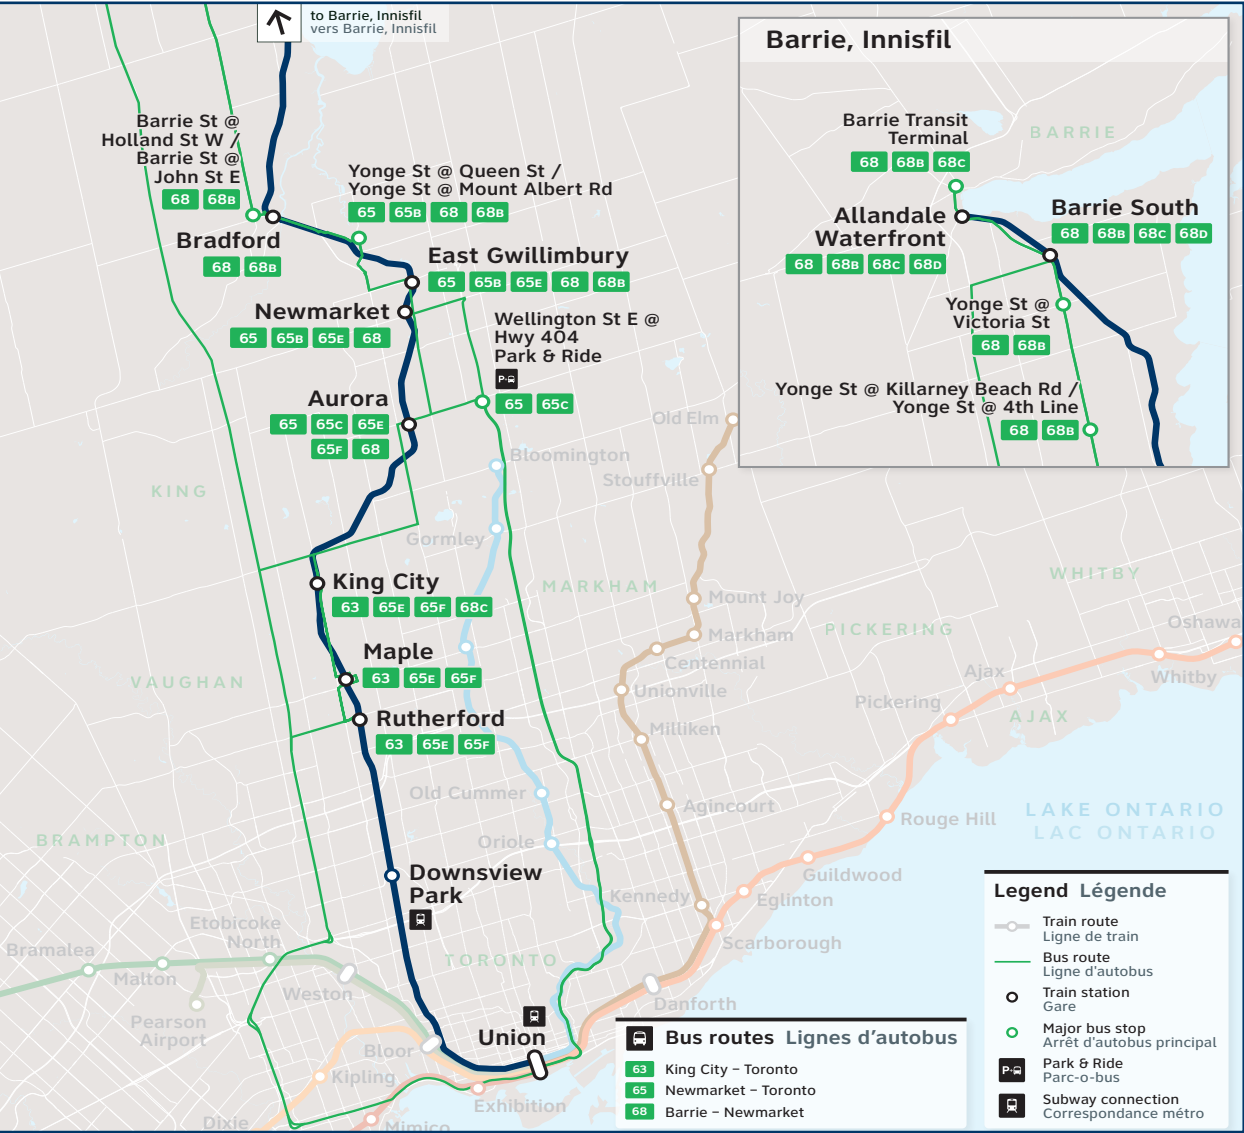 to Barrie, Innisfil
vers Barrie, Innisfil
Barrie St @
Holland St W /
Barrie St @
John St E
68 68B
Bradford
68 68B
Yonge St @ Queen St /
Yonge St @ Mount Albert Rd
65 65B 68 68B
East Gwillimbury
65 65B 65E 68 68B
Newmarket
65 65B 65E 68
Wellington St E @
Hwy 404
Park & Ride
P
65 65C
Aurora
65 65C 65E
65F 68
Bloomington
Gormley
KING
King City
63 65E 65F 68C
Maple
63 65E 65F
VAUGHAN
Rutherford
63 65E 65F
Old Cummer
Oriole
BRAMPTON
Downsview
Park
Etobicoke
North
Bramalea
Malton
Weston
Pearson
Airport
TORONTO
Bloor
Kipling
Dixie
Mimico
Exhibition
Union
Old Elm
Stouffville
MARKHAM
Mount Joy
Markham
Centennial
Unionville
Milliken
Agincourt
Kennedy
Danforth
Scarborough
Eglinton
Guildwood
Rouge Hill
PICKERING
Pickering
Ajax
AJAX
WHITBY
Whitby
Oshawa
LAKE ONTARIO
LAC ONTARIO
Barrie, Innisfil
BARRIE
Barrie Transit
Terminal
68 68B 68C
Allandale
Waterfront
68 68B 68C 68D
Barrie South
68 68B 68C 68D
Yonge St @
Victoria St
68 68B
Yonge St @ Killarney Beach Rd /
Yonge St @ 4th Line
68 68B
Bus routes Lignes d'autobus
63 King City – Toronto
65 Newmarket – Toronto
68 Barrie – Newmarket
Legend Légende
Train route
Ligne de train
Bus route
Ligne d'autobus
Train station
Gare
Major bus stop
Arrêt d'autobus principal
P
Park & Ride
Parc-o-bus
Subway connection
Correspondance métro